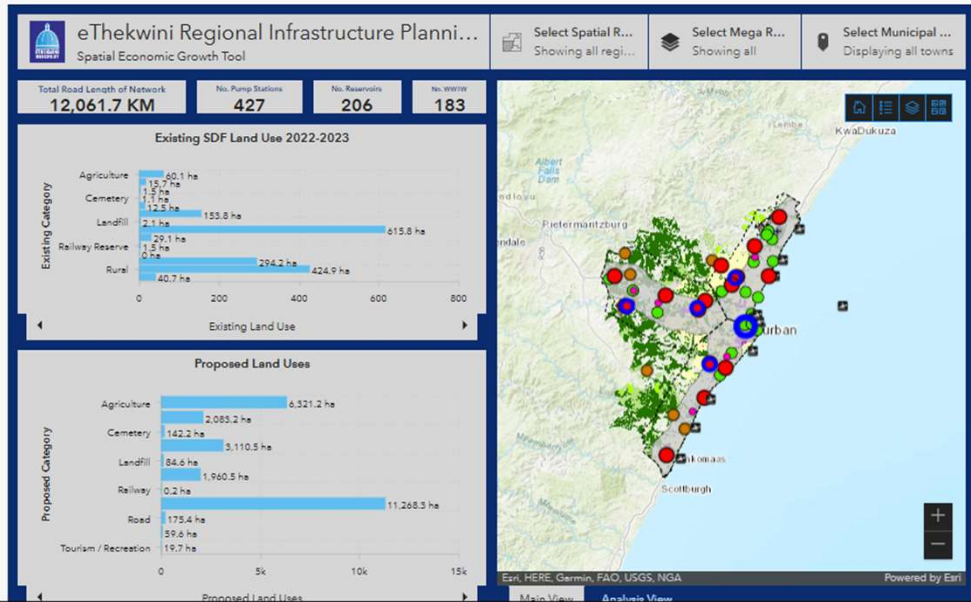 eThekwini Regional Infrastructure Planni...
Spatial Economic Growth Tool
Select Spatial R...
Showing all regi...
Select Mega R...
Showing all
Select Municipal ...
Displaying all towns
Total Road Length of Network
12,061.7 KM
No. Pump Stations
427
No. Reservoirs
206
No. WWTW
183
Existing SDF Land Use 2022-2023
Existing Category
Agriculture
60.1 ha
15.7 ha
1.5 ha
Cemetery
1.1 ha
12.5 ha
153.8 ha
Landfill
2.1 ha
615.8 ha
29.1 ha
Railway Reserve
1.5 ha
0 ha
294.2 ha
Rural
424.9 ha
40.7 ha
0 200 400 600 800
Existing Land Use
Proposed Land Uses
Proposed Category
Agriculture
6,321.2 ha
2,083.2 ha
Cemetery
142.2 ha
3,110.5 ha
Landfill
84.6 ha
1,960.5 ha
Railway
0.2 ha
11,268.3 ha
Road
175.4 ha
59.6 ha
Tourism / Recreation
19.7 ha
0 5k 10k 15k
Proposed Land Uses
KwaDukuza
Albert
Falls
Dam
Pietermaritzburg
endale
urban
nkomaas
Scottburgh
+
−
Esri, HERE, Garmin, FAO, USGS, NGA
Powered by Esri
Main View
Analysis View